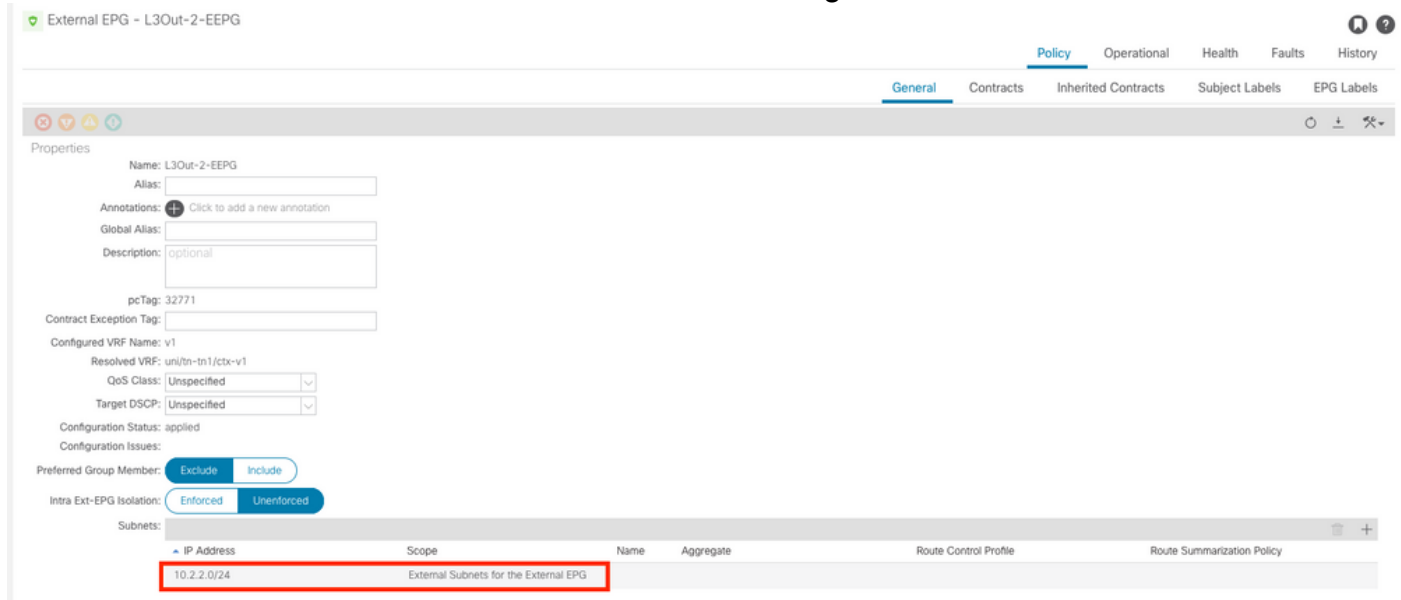 External EPG - L3Out-2-EEPG
Policy Operational Health Faults History
General Contracts Inherited Contracts Subject Labels EPG Labels
Properties
Name: L3Out-2-EEPG
Alias:
Annotations: Click to add a new annotation
Global Alias:
Description: optional
pcTag: 32771
Contract Exception Tag:
Configured VRF Name: v1
Resolved VRF: uni/tn-tn1/ctx-v1
QoS Class: Unspecified
Target DSCP: Unspecified
Configuration Status: applied
Configuration Issues:
Preferred Group Member: Exclude Include
Intra Ext-EPG Isolation: Enforced Unenforced
Subnets:
IP Address Scope Name Aggregate Route Control Profile Route Summarization Policy
10.2.2.0/24 External Subnets for the External EPG